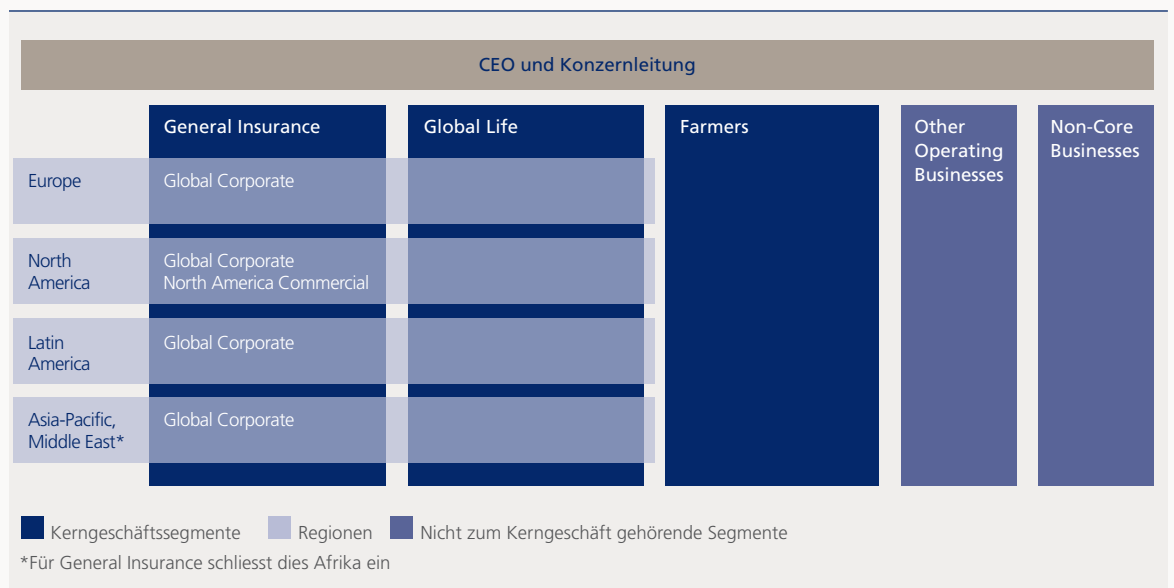 CEO und Konzernleitung
General Insurance
Global Life
Farmers
Other
Operating
Businesses
Non-Core
Businesses
Europe
Global Corporate
North
America
Global Corporate
North America Commercial
Latin
America
Global Corporate
Asia-Pacific,
Middle East*
Global Corporate
Kerngeschäftssegmente
Regionen
Nicht zum Kerngeschäft gehörende Segmente
*Für General Insurance schliesst dies Afrika ein